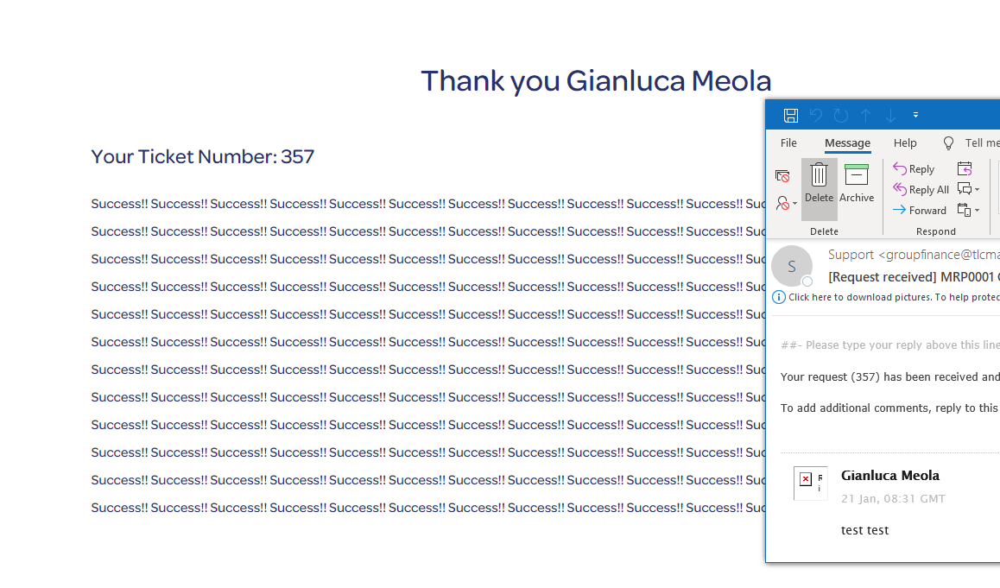 Thank you Gianluca Meola
Your Ticket Number: 357
Success!! Success!! Success!! Success!! Success!! Success!! Success!! Success!! Success!! Success!! Success!! Suc
Success!! Success!! Success!! Success!! Success!! Success!! Success!! Success!! Success!! Success!! Success!! Suc
Success!! Success!! Success!! Success!! Success!! Success!! Success!! Success!! Success!! Success!! Success!! Suc
Success!! Success!! Success!! Success!! Success!! Success!! Success!! Success!! Success!! Success!! Success!! Suc
Success!! Success!! Success!! Success!! Success!! Success!! Success!! Success!! Success!! Success!! Success!! Suc
Success!! Success!! Success!! Success!! Success!! Success!! Success!! Success!! Success!! Success!! Success!! Suc
Success!! Success!! Success!! Success!! Success!! Success!! Success!! Success!! Success!! Success!! Success!! Suc
Success!! Success!! Success!! Success!! Success!! Success!! Success!! Success!! Success!! Success!! Success!! Suc
Success!! Success!! Success!! Success!! Success!! Success!! Success!! Success!! Success!! Success!! Success!! Suc
Success!! Success!! Success!! Success!! Success!! Success!! Success!! Success!! Success!! Success!! Success!! Suc
Success!! Success!! Success!! Success!! Success!! Success!! Success!! Success!! Success!! Success!! Success!! Suc
Success!! Success!! Success!! Success!! Success!! Success!! Success!! Success!! Success!! Success!! Success!! Suc
File Message Help Tell me
Delete Archive
Reply
Reply All
Forward
Delete Respond
S
Support <groupfinance@tlcma
[Request received] MRP0001
Click here to download pictures. To help protec
##- Please type your reply above this line
Your request (357) has been received and
To add additional comments, reply to this
R
i
Gianluca Meola
21 Jan, 08:31 GMT
test test